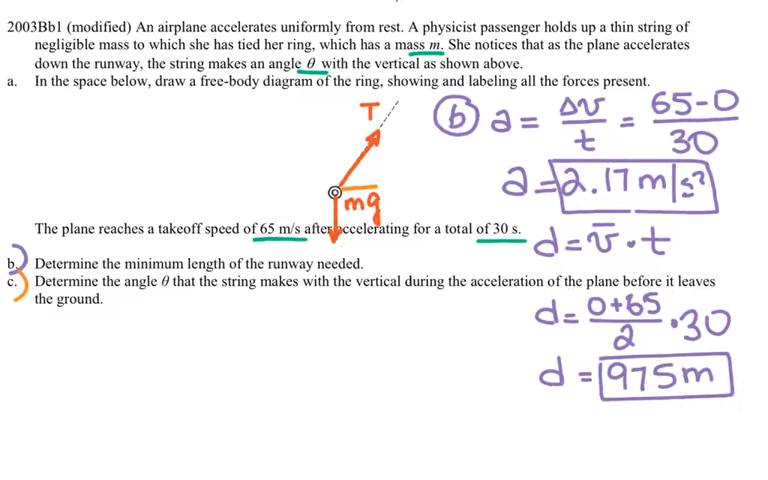 2003Bb1 (modified) An airplane accelerates uniformly from rest. A physicist passenger holds up a thin string of
negligible mass to which she has tied her ring, which has a mass m. She notices that as the plane accelerates
down the runway, the string makes an angle θ with the vertical as shown above.
a. In the space below, draw a free-body diagram of the ring, showing and labeling all the forces present.
T
mg
ⓑ a = Δv/t = 65-0/30
a = 2.17 m/s²
The plane reaches a takeoff speed of 65 m/s after accelerating for a total of 30 s.
d = v̄ · t
b. Determine the minimum length of the runway needed.
c. Determine the angle θ that the string makes with the vertical during the acceleration of the plane before it leaves
the ground.
d = 0+65/2 · 30
d = 975m